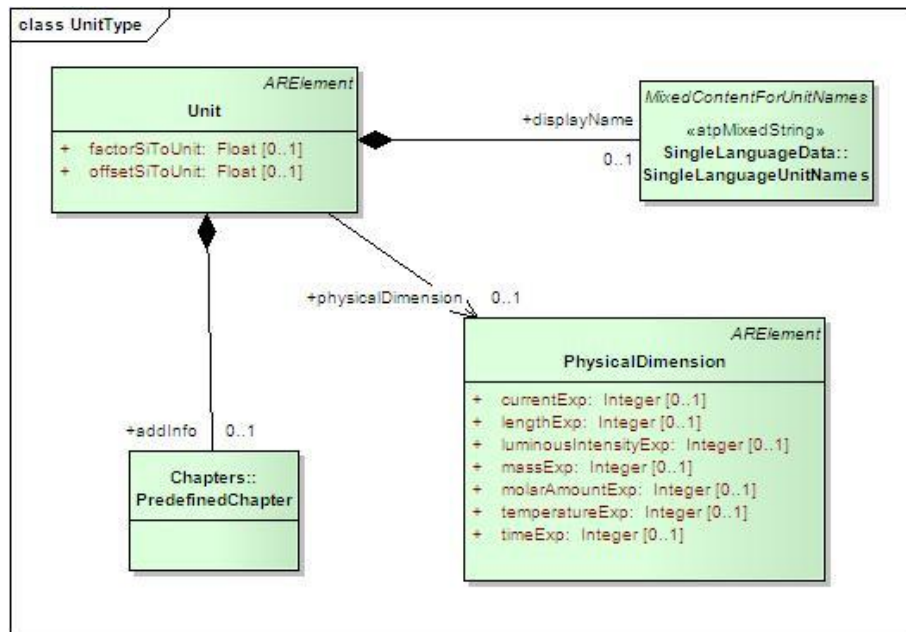 class UnitType
ARElement
Unit
+ factorSiToUnit: Float [0..1]
+ offsetSiToUnit: Float [0..1]
+displayName
0..1
MixedContentForUnitNames
«atpMixedString»
SingleLanguageData::
SingleLanguageUnitNames
+physicalDimension 0..1
ARElement
PhysicalDimension
+ currentExp: Integer [0..1]
+ lengthExp: Integer [0..1]
+ luminousIntensityExp: Integer [0..1]
+ massExp: Integer [0..1]
+ molarAmountExp: Integer [0..1]
+ temperatureExp: Integer [0..1]
+ timeExp: Integer [0..1]
+addInfo 0..1
Chapters::
PredefinedChapter